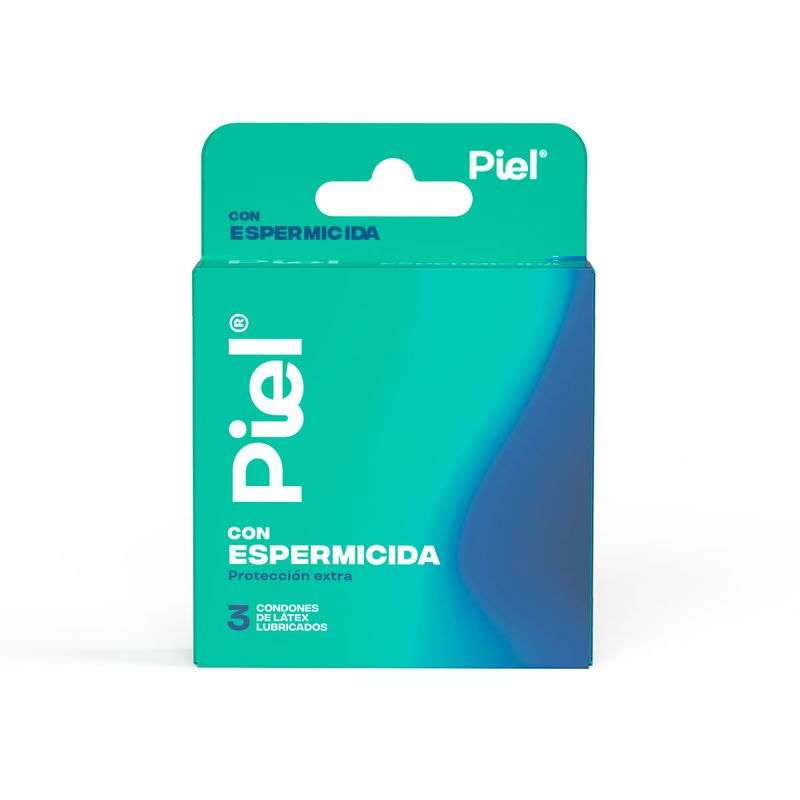 Piel®
CON
ESPERMICIDA
Piel®
CON
ESPERMICIDA
Protección extra
3 CONDONES
DE LÁTEX
LUBRICADOS